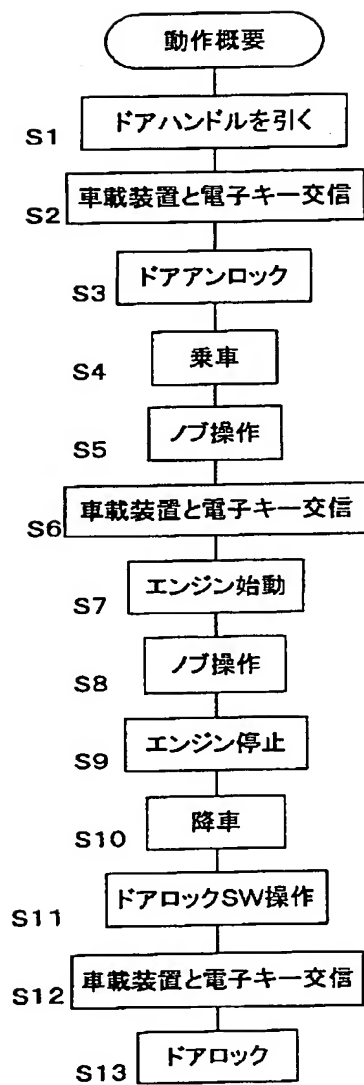 動作概要
S1 ドアハンドルを引く
S2 車載装置と電子キー交信
S3 ドアアンロック
S4 乗車
S5 ノブ操作
S6 車載装置と電子キー交信
S7 エンジン始動
S8 ノブ操作
S9 エンジン停止
S10 降車
S11 ドアロックSW操作
S12 車載装置と電子キー交信
S13 ドアロック